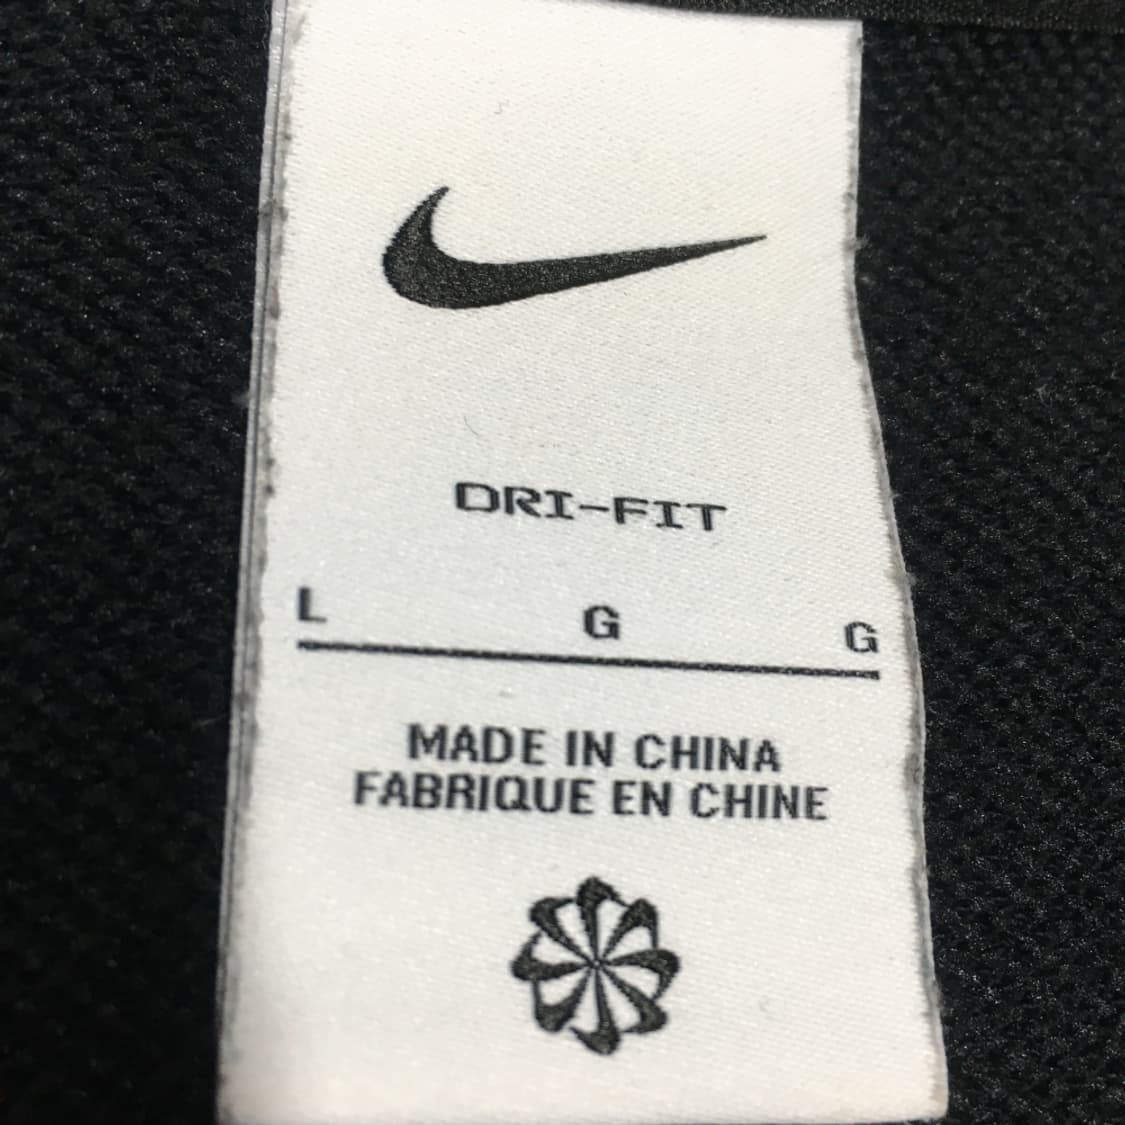 DRI-FIT
L G G
MADE IN CHINA
FABRIQUE EN CHINE